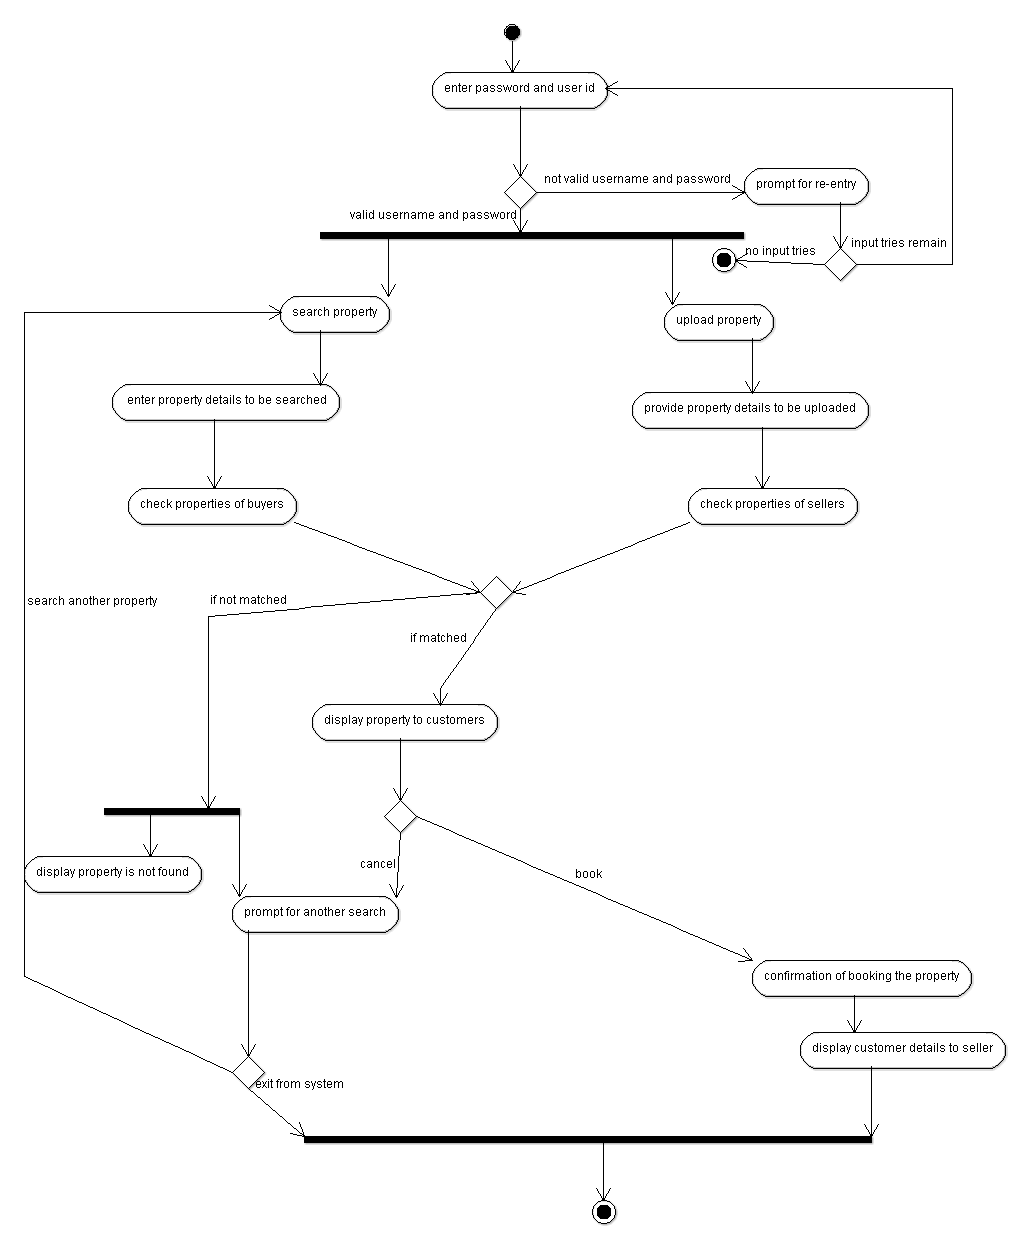 enter password and user id
not valid username and password
prompt for re-entry
valid username and password
input tries remain
no input tries
search property
upload property
enter property details to be searched
provide property details to be uploaded
check properties of buyers
check properties of sellers
search another property
if not matched
if matched
display property to customers
cancel
book
display property is not found
prompt for another search
confirmation of booking the property
display customer details to seller
exit from system